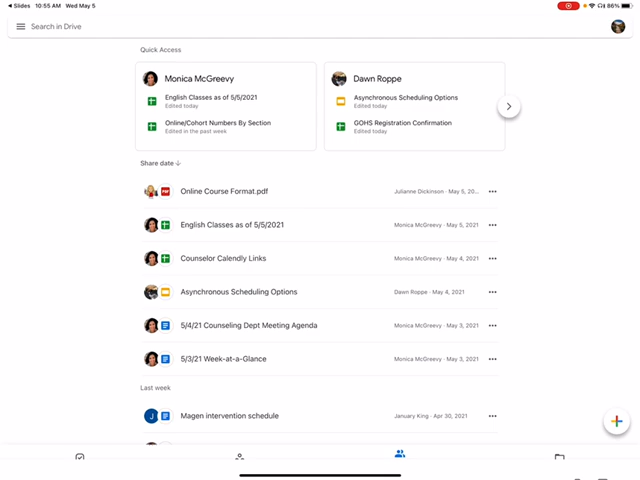 ◀ Slides 10:55 AM Wed May 5 86%
Search in Drive
Quick Access
Monica McGreevy
English Classes as of 5/5/2021
Edited today
Online/Cohort Numbers By Section
Edited in the past week
Dawn Roppe
Asynchronous Scheduling Options
Edited today
GOHS Registration Confirmation
Edited today
Share date ↓
PDF Online Course Format.pdf Julianne Dickinson · May 5, 20...
English Classes as of 5/5/2021 Monica McGreevy · May 5, 2021
Counselor Calendly Links Monica McGreevy · May 4, 2021
Asynchronous Scheduling Options Dawn Roppe · May 4, 2021
5/4/21 Counseling Dept Meeting Agenda Monica McGreevy · May 3, 2021
5/3/21 Week-at-a-Glance Monica McGreevy · May 3, 2021
Last week
J Magen intervention schedule January King · Apr 30, 2021